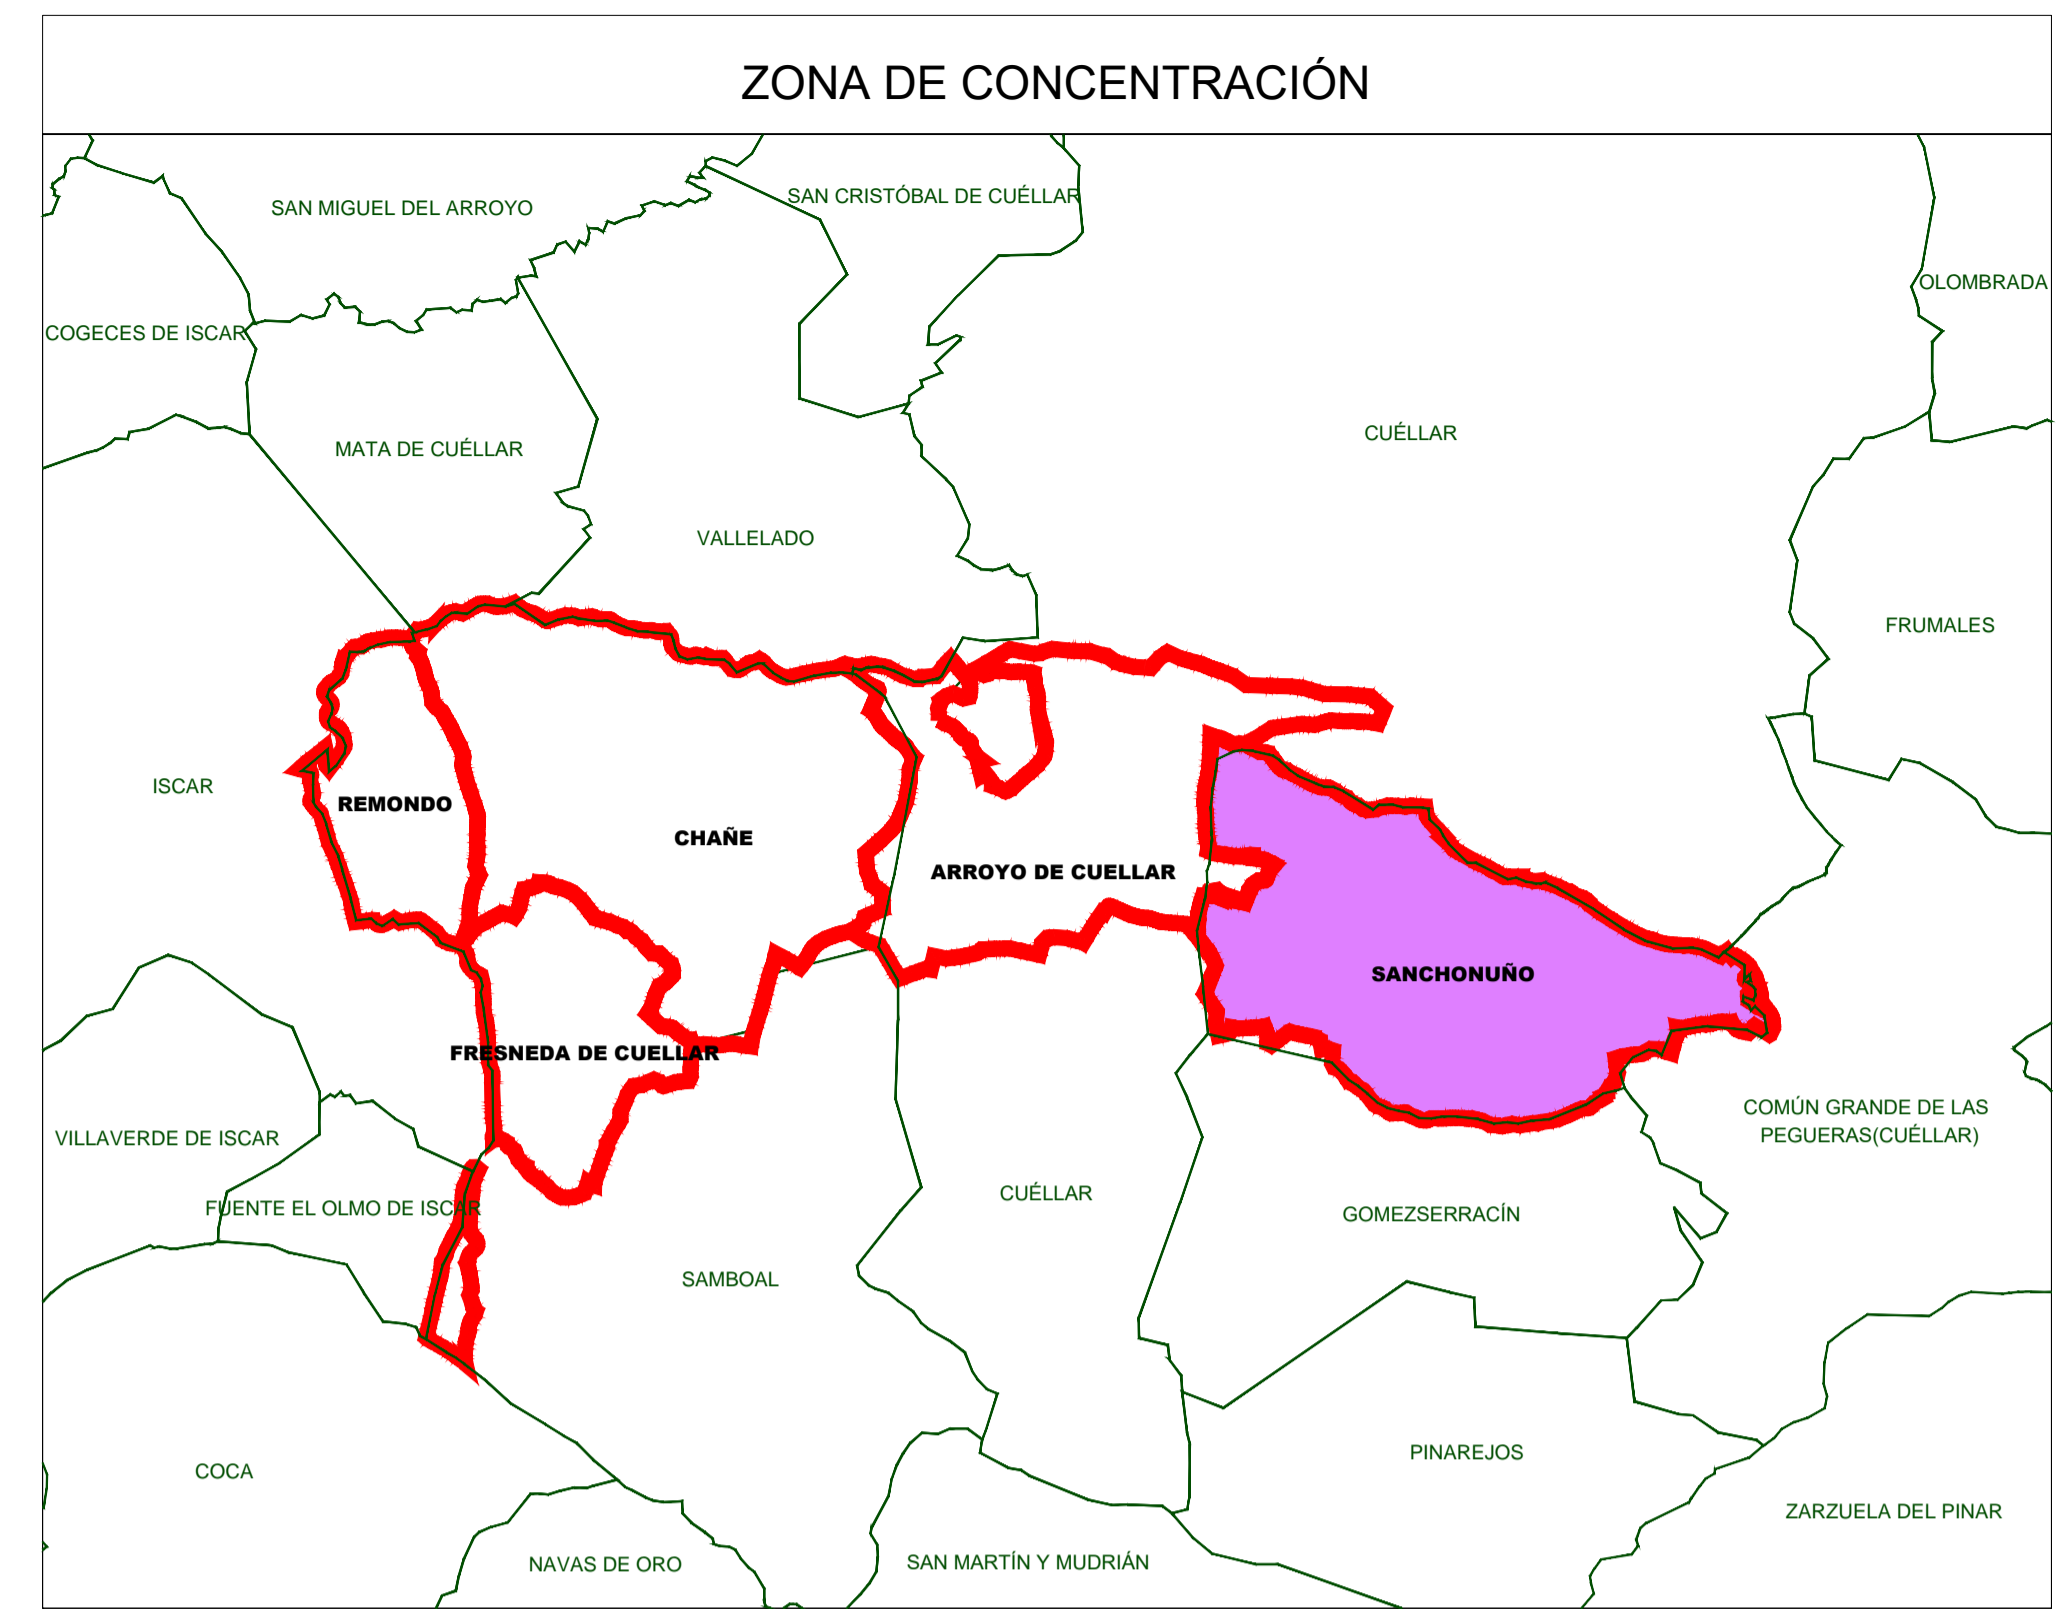 ZONA DE CONCENTRACIÓN
SAN CRISTÓBAL DE CUÉLLAR
SAN MIGUEL DEL ARROYO
OLOMBRADA
COGECES DE ISCAR
CUÉLLAR
MATA DE CUÉLLAR
VALLELADO
FRUMALES
ISCAR
REMONDO
CHAÑE
ARROYO DE CUELLAR
SANCHONUÑO
FRESNEDA DE CUELLAR
COMÚN GRANDE DE LAS
PEGUERAS(CUÉLLAR)
VILLAVERDE DE ISCAR
CUÉLLAR
FUENTE EL OLMO DE ISCAR
GOMEZSERRACÍN
SAMBOAL
PINAREJOS
COCA
ZARZUELA DEL PINAR
SAN MARTÍN Y MUDRIÁN
NAVAS DE ORO